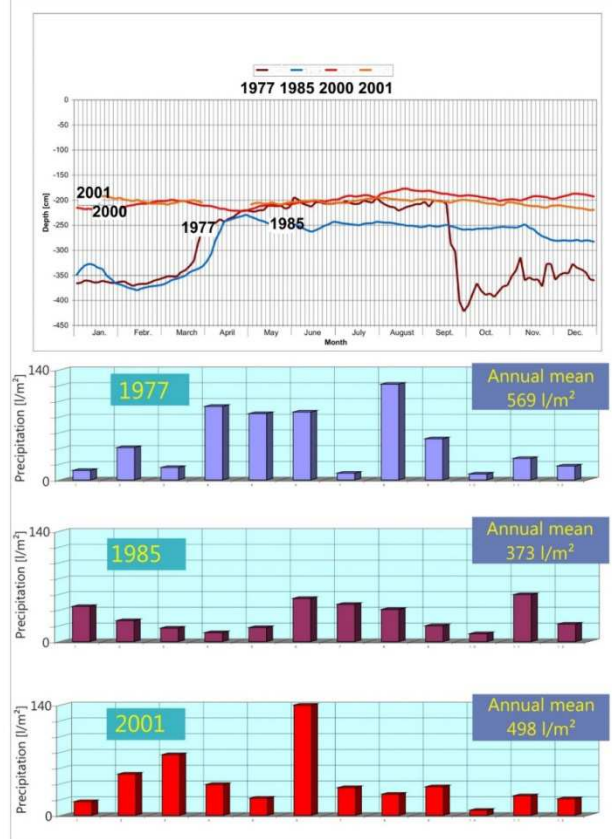 1977 1985 2000 2001
0
-50
-100
-150
-200
-250
-300
-350
-400
-450
Depth [cm]
2001
2000
1977
1985
Jan. Febr. March April May June July August Sept. Oct. Nov. Dec.
Month
140
0
Precipitation [l/m²]
1977
Annual mean
569 l/m²
140
0
Precipitation [l/m²]
1985
Annual mean
373 l/m²
140
0
Precipitation [l/m²]
2001
Annual mean
498 l/m²